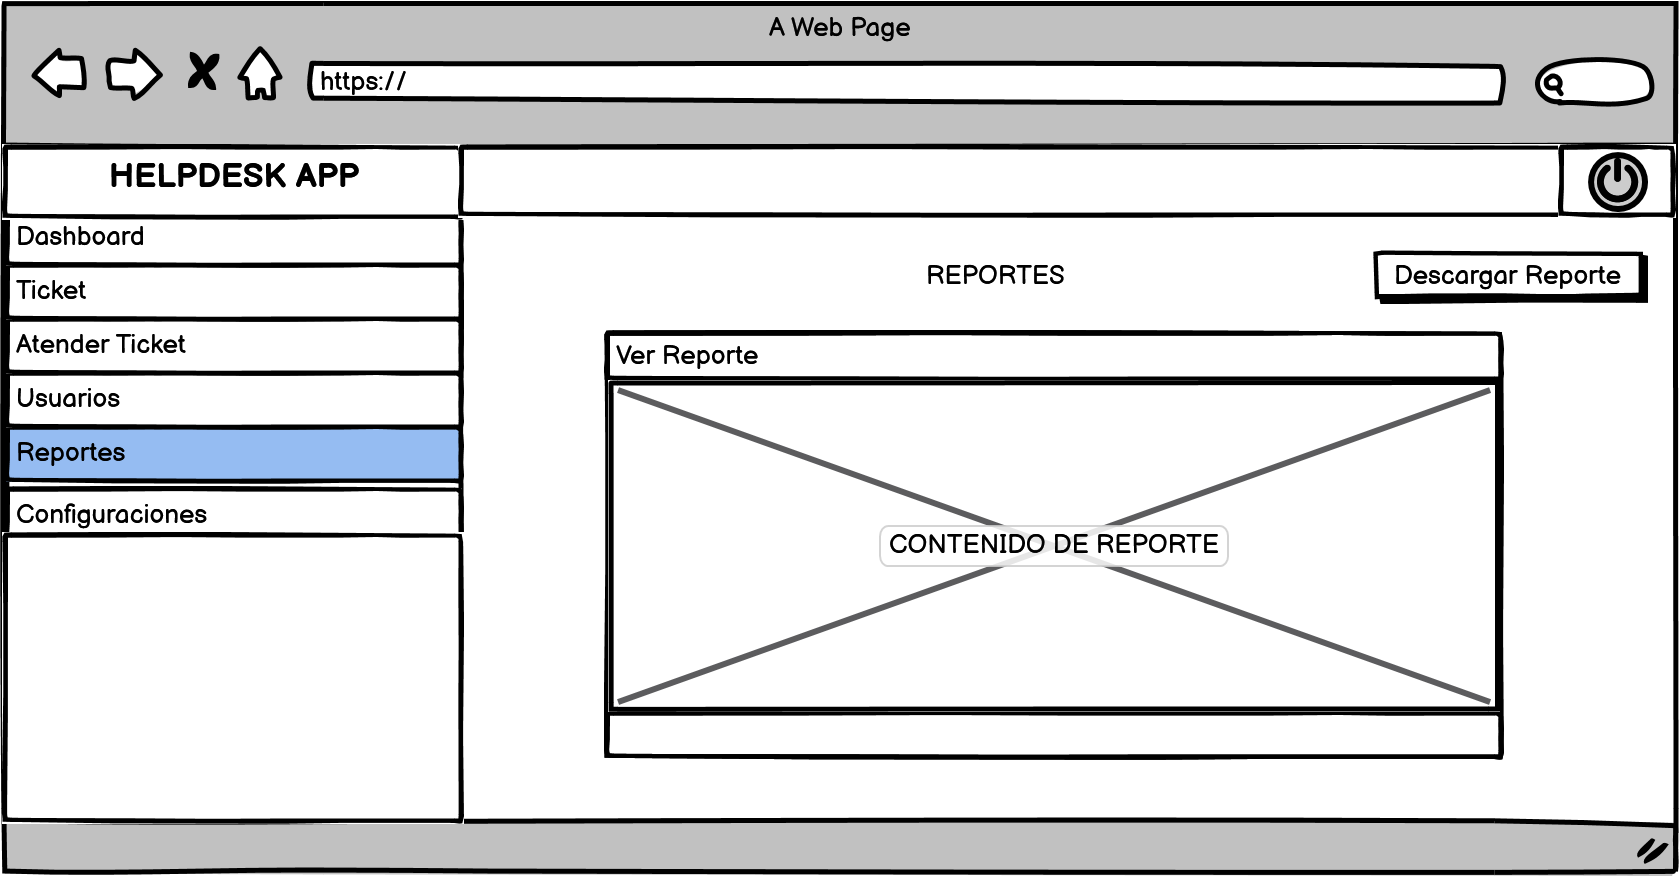 A Web Page
https://
HELPDESK APP
Dashboard
Ticket
Atender Ticket
Usuarios
Reportes
Configuraciones
REPORTES
Descargar Reporte
Ver Reporte
CONTENIDO DE REPORTE